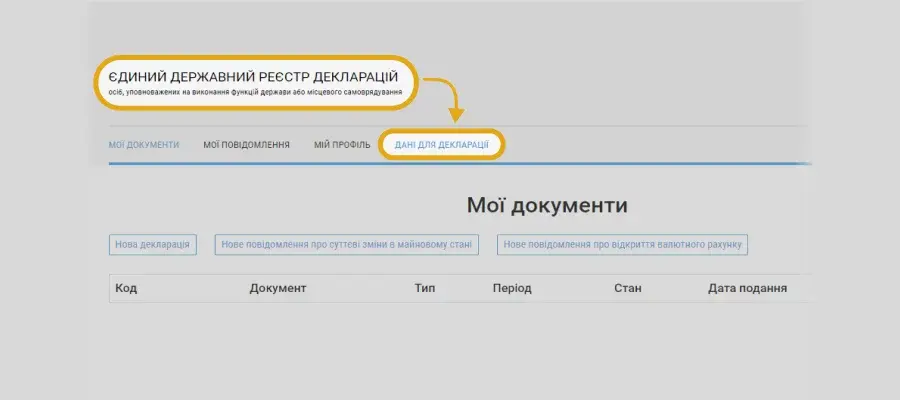 ЄДИНИЙ ДЕРЖАВНИЙ РЕЄСТР ДЕКЛАРАЦІЙ
осіб, уповноважених на виконання функцій держави або місцевого самоврядування
МОЇ ДОКУМЕНТИ МОЇ ПОВІДОМЛЕННЯ МІЙ ПРОФІЛЬ ДАНІ ДЛЯ ДЕКЛАРАЦІЇ
Мої документи
Нова декларація Нове повідомлення про суттєві зміни в майновому стані Нове повідомлення про відкриття валютного рахунку
Код Документ Тип Період Стан Дата подання